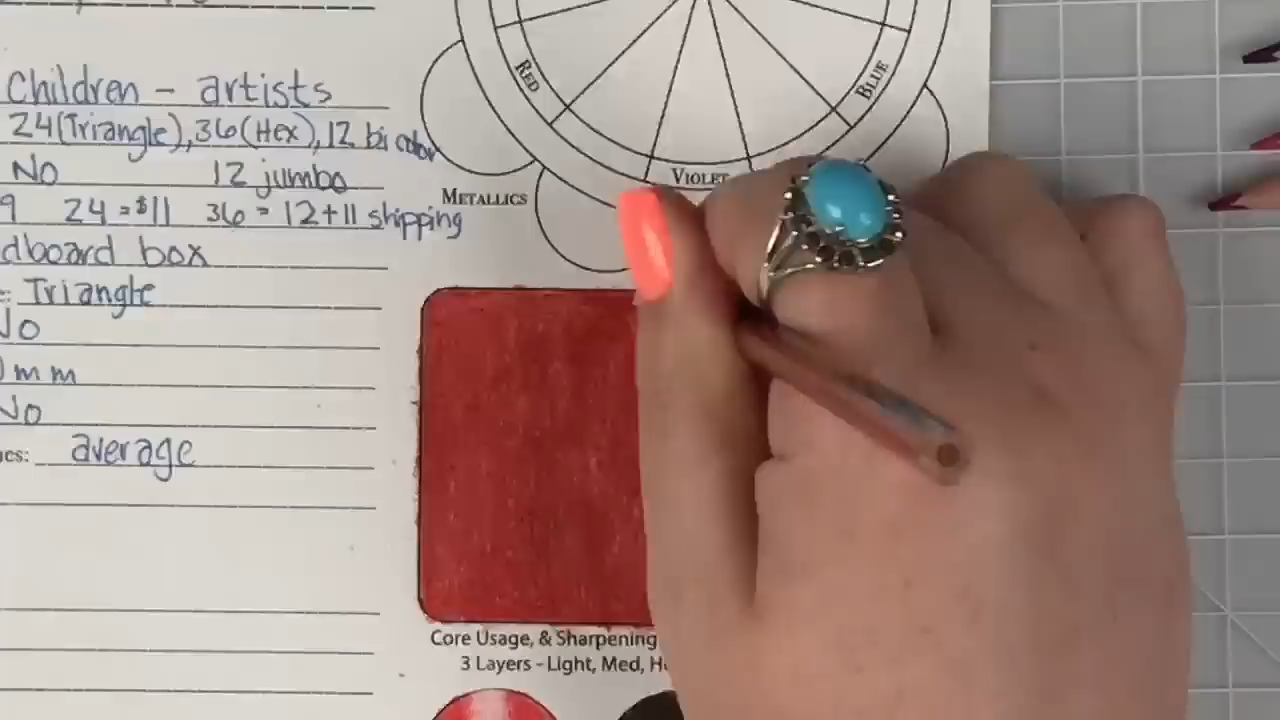 Children - artists
24(Triangle), 36(Hex), 12 bi color
No 12 jumbo
9 24 = $11 36 = 12+11 shipping
dboard box
Triangle
No
mm
No
average
RED
BLUE
VIOLET
METALLICS
Core Usage, & Sharpening
3 Layers - Light, Med, H